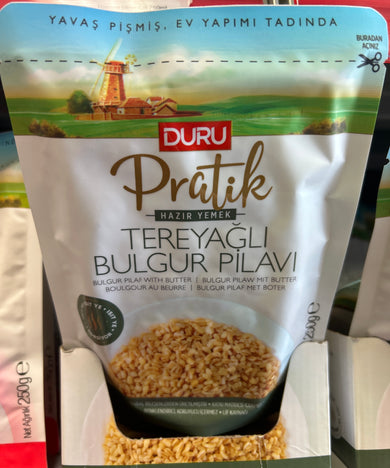 YAVAŞ PİŞMİŞ, EV YAPIMI TADINDA
BURADAN
AÇINIZ
DURU
Pratik
HAZIR YEMEK
TEREYAĞLI
BULGUR PİLAVI
BULGUR PILAF WITH BUTTER | BULGUR PILAW MIT BUTTER
BOULGOUR AU BEURRE | BULGUR PILAF MET BOTER
Net Ağırlık 250g e